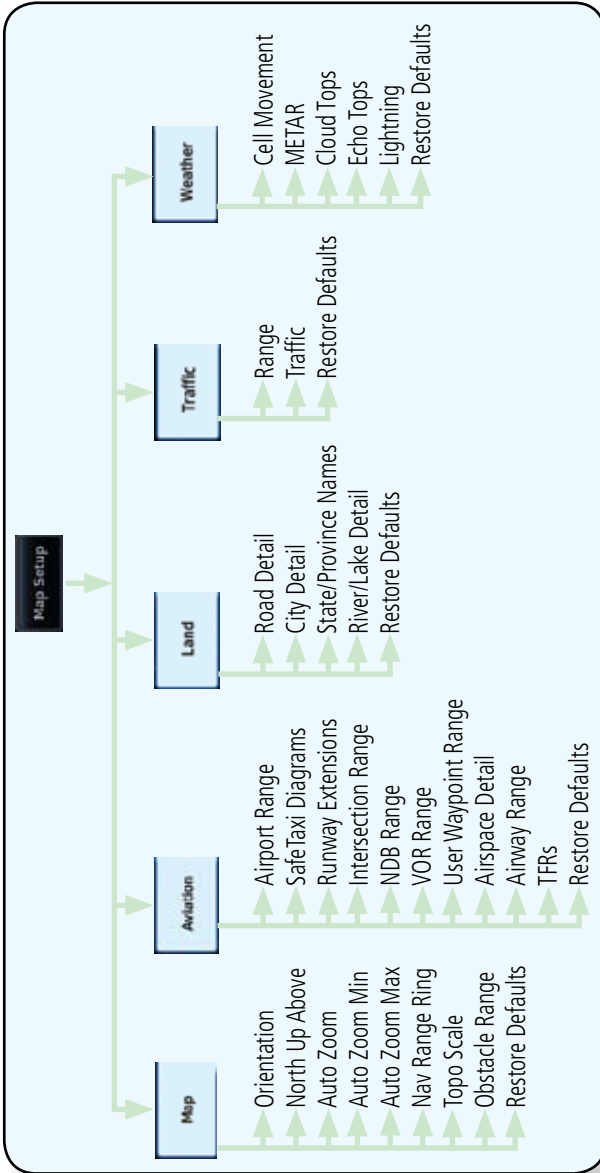 Map Setup
Map
Orientation
North Up Above
Auto Zoom
Auto Zoom Min
Auto Zoom Max
Nav Range Ring
Topo Scale
Obstacle Range
Restore Defaults
Aviation
Airport Range
SafeTaxi Diagrams
Runway Extensions
Intersection Range
NDB Range
VOR Range
User Waypoint Range
Airspace Detail
Airway Range
TFRs
Restore Defaults
Land
Road Detail
City Detail
State/Province Names
River/Lake Detail
Restore Defaults
Traffic
Range
Traffic
Restore Defaults
Weather
Cell Movement
METAR
Cloud Tops
Echo Tops
Lightning
Restore Defaults